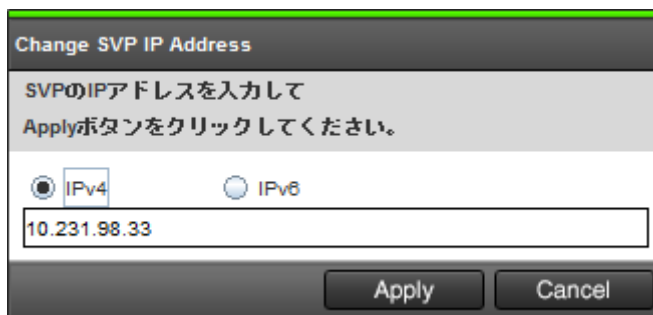 Change SVP IP Address
SVPのIPアドレスを入力して
Applyボタンをクリックしてください。
IPv4 IPv6
10.231.98.33
Apply Cancel